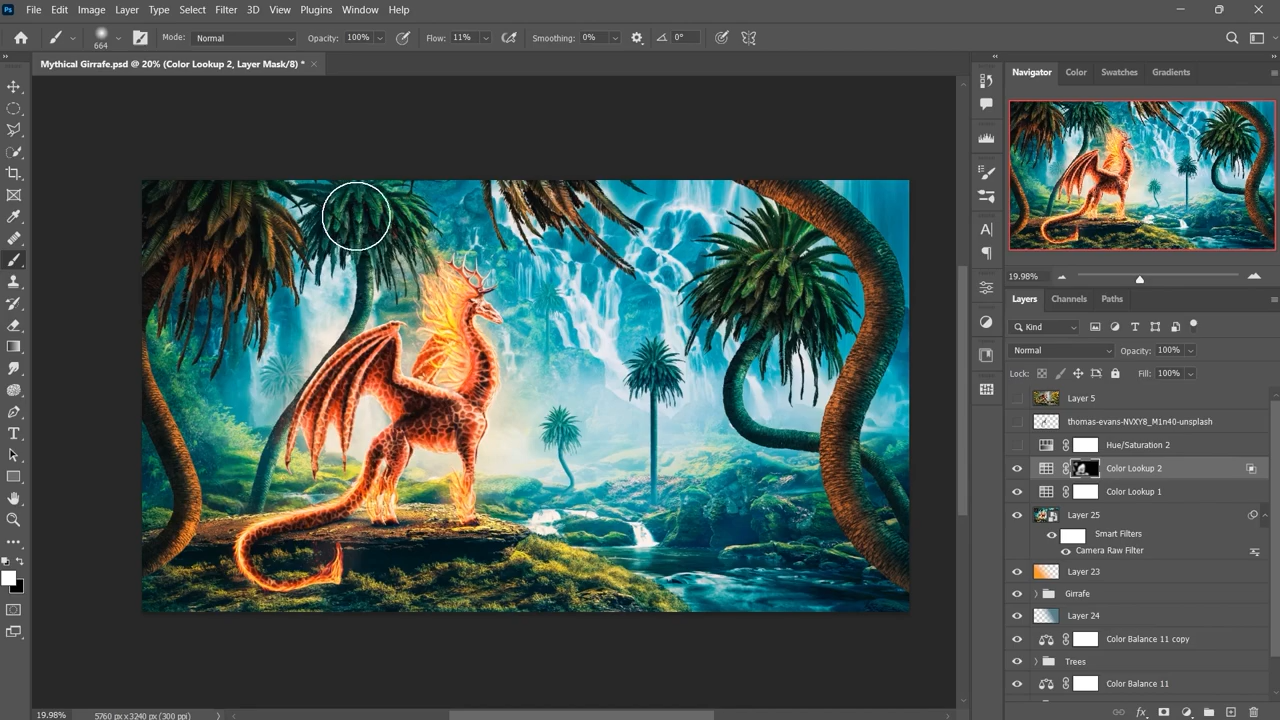 Ps File Edit Image Layer Type Select Filter 3D View Plugins Window Help
664 Mode: Normal Opacity: 100% Flow: 11% Smoothing: 0% 0°
Mythical Girrafe.psd @ 20% (Color Lookup 2, Layer Mask/8) *
Navigator Color Swatches Gradients
19.98%
Layers Channels Paths
Kind
Normal Opacity: 100%
Lock: Fill: 100%
Layer 5
thomas-evans-NVXY8_M1n40-unsplash
Hue/Saturation 2
Color Lookup 2
Color Lookup 1
Layer 25
Smart Filters
Camera Raw Filter
Layer 23
Girrafe
Layer 24
Color Balance 11 copy
Trees
Color Balance 11
19.98% 5760 px x 3240 px (300 ppi)